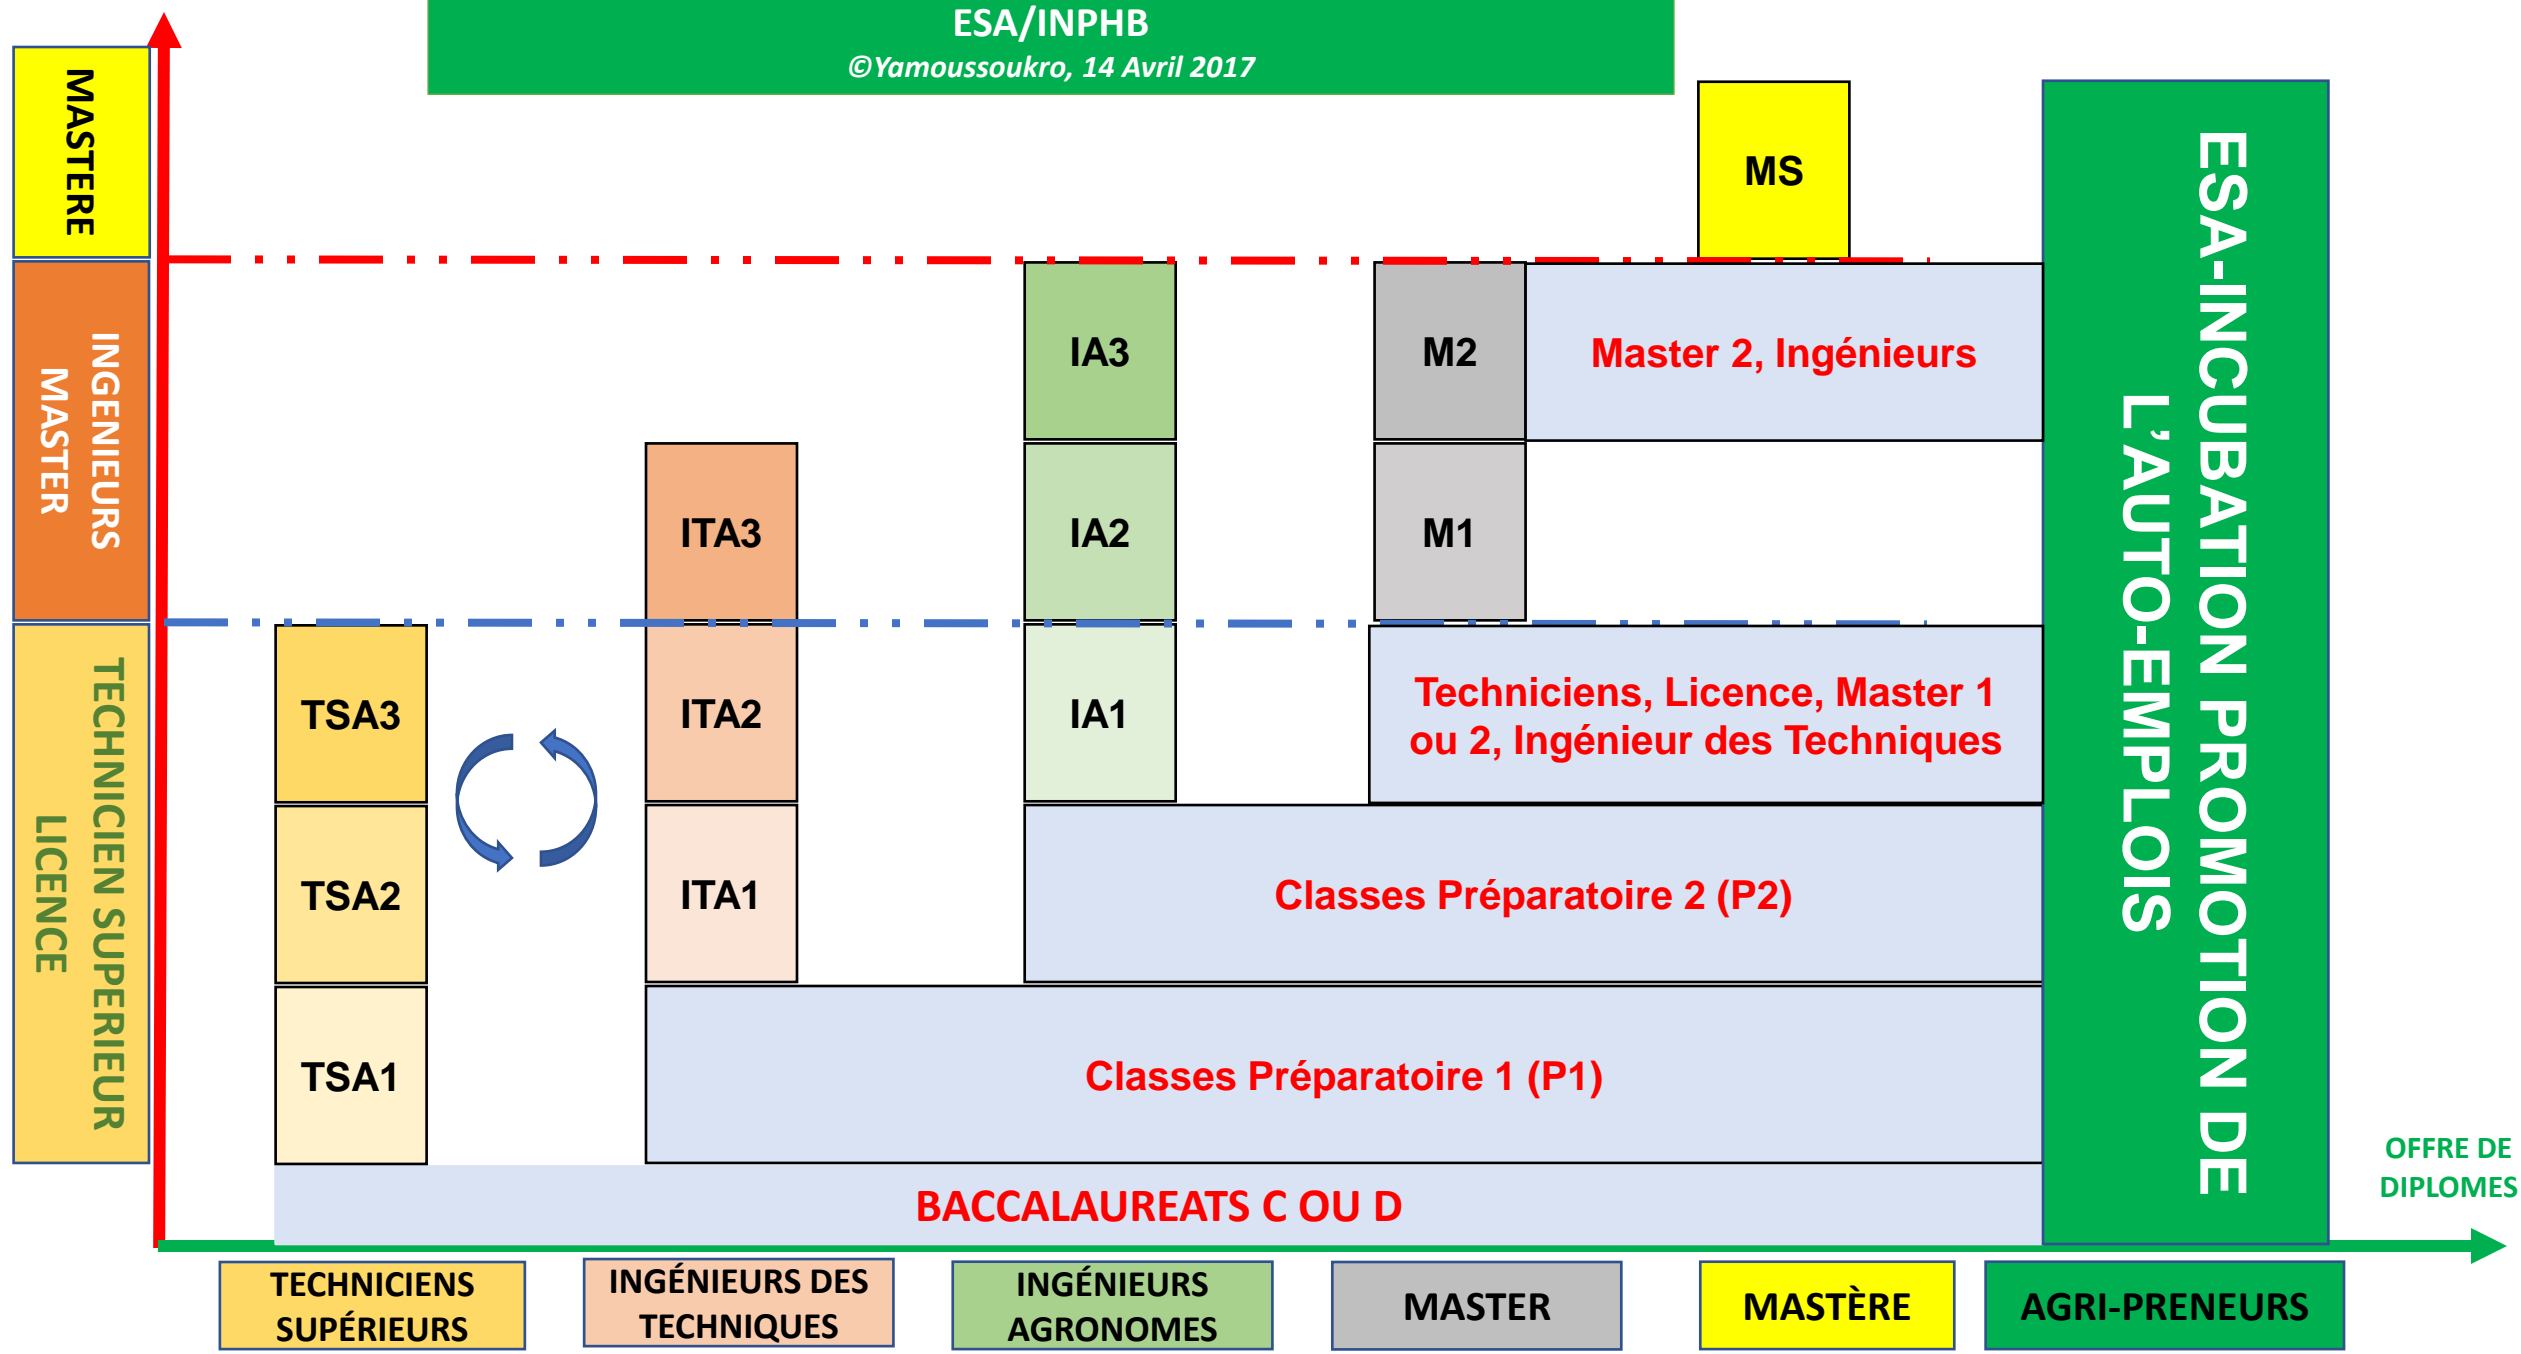 ESA/INPHB
©Yamoussoukro, 14 Avril 2017
MASTERE
INGENIEURS
MASTER
TECHNICIEN SUPERIEUR
LICENCE
MS
IA3
M2
Master 2, Ingénieurs
ITA3
IA2
M1
TSA3
ITA2
IA1
Techniciens, Licence, Master 1
ou 2, Ingénieur des Techniques
TSA2
ITA1
Classes Préparatoire 2 (P2)
TSA1
Classes Préparatoire 1 (P1)
BACCALAUREATS C OU D
ESA-INCUBATION PROMOTION DE
L’AUTO-EMPLOIS
OFFRE DE
DIPLOMES
TECHNICIENS
SUPÉRIEURS
INGÉNIEURS DES
TECHNIQUES
INGÉNIEURS
AGRONOMES
MASTER
MASTÈRE
AGRI-PRENEURS